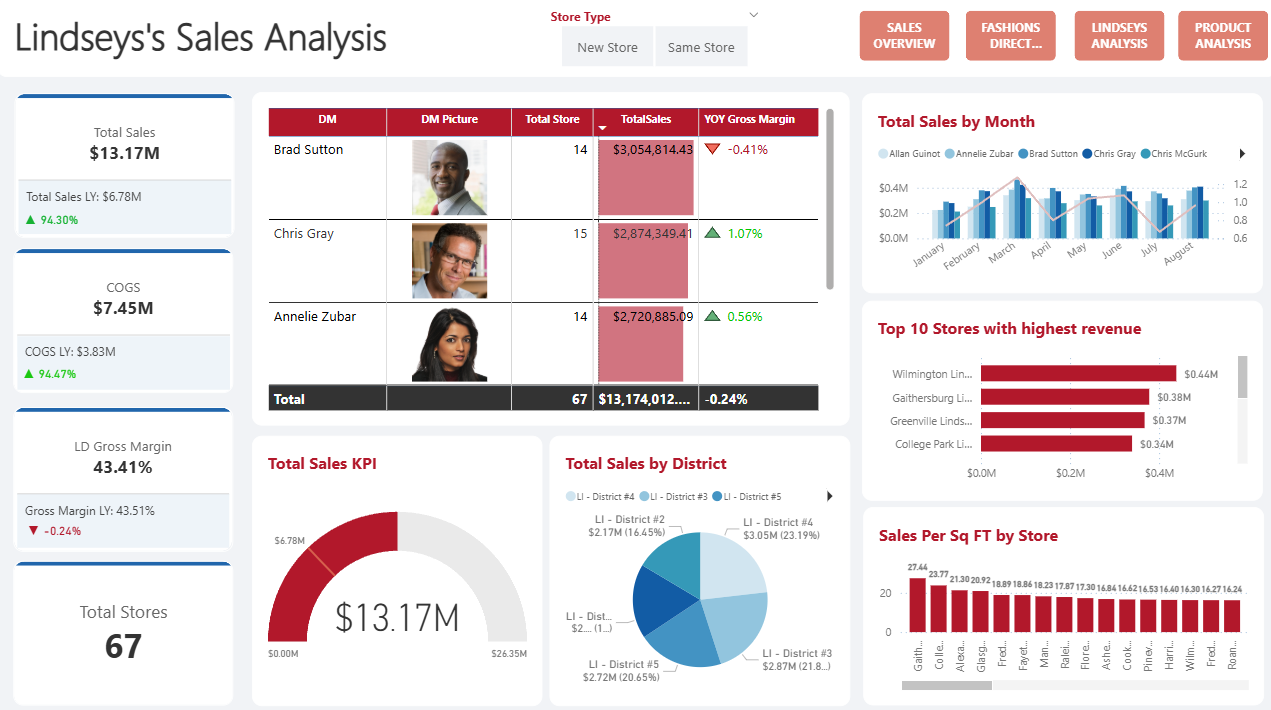 Lindseys's Sales Analysis
Store Type
New Store
Same Store
SALES
OVERVIEW
FASHIONS
DIRECT...
LINDSEYS
ANALYSIS
PRODUCT
ANALYSIS
Total Sales
$13.17M
Total Sales LY: $6.78M
94.30%
COGS
$7.45M
COGS LY: $3.83M
94.47%
LD Gross Margin
43.41%
Gross Margin LY: 43.51%
-0.24%
Total Stores
67
DM DM Picture Total Store TotalSales YOY Gross Margin
Brad Sutton 14 $3,054,814.43 -0.41%
Chris Gray 15 $2,874,349.41 1.07%
Annelie Zubar 14 $2,720,885.09 0.56%
Total 67 $13,174,012.... -0.24%
Total Sales KPI
$6.78M
$13.17M
$0.00M
$26.35M
Total Sales by District
LI - District #4 LI - District #3 LI - District #5
LI - District #2
$2.17M (16.45%)
LI - District #4
$3.05M (23.19%)
LI - Dist...
$2.... (1...)
LI - District #5
$2.72M (20.65%)
LI - District #3
$2.87M (21.8...)
Total Sales by Month
Allan Guinot Annelie Zubar Brad Sutton Chris Gray Chris McGurk
$0.4M
$0.2M
$0.0M
1.2
1.0
0.8
0.6
January February March April May June July August
Top 10 Stores with highest revenue
Wilmington Lin... $0.44M
Gaithersburg Li... $0.38M
Greenville Linds... $0.37M
College Park Li... $0.34M
$0.0M $0.2M $0.4M
Sales Per Sq FT by Store
27.44 23.77 21.30 20.92 18.89 18.86 18.23 17.87 17.30 16.84 16.62 16.53 16.40 16.30 16.27 16.24
20
0
Gaith... Colle... Alexa... Glasg... Fred... Fayet... Man... Ralei... Flore... Ashe... Cook... Piney... Harri... Wilm... Fred... Roan...